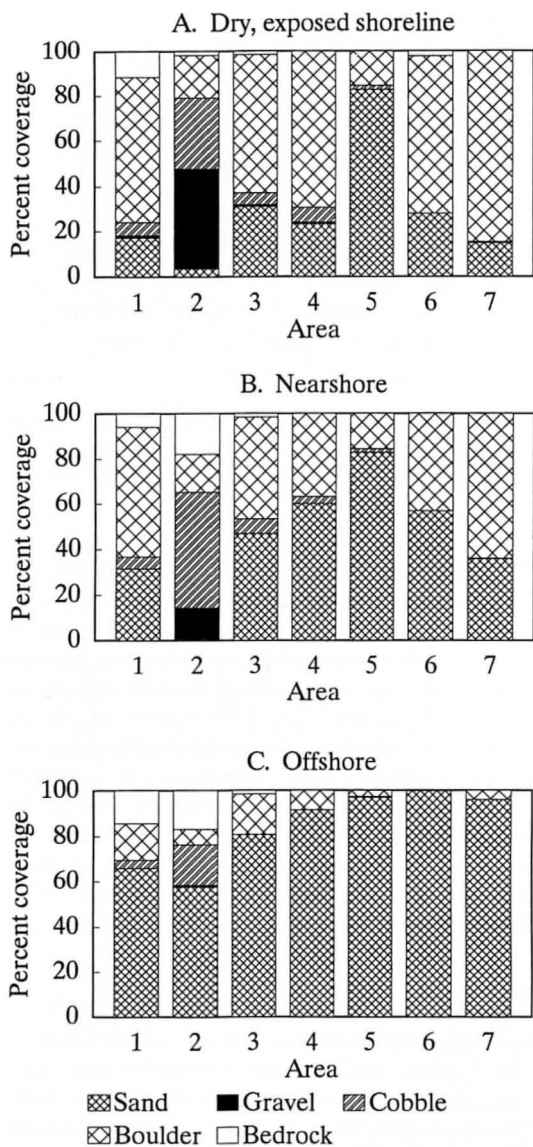 A. Dry, exposed shoreline
100
80
60
40
20
0
Percent coverage
1 2 3 4 5 6 7
Area
B. Nearshore
100
80
60
40
20
0
Percent coverage
1 2 3 4 5 6 7
Area
C. Offshore
100
80
60
40
20
0
Percent coverage
1 2 3 4 5 6 7
Area
Sand Gravel Cobble
Boulder Bedrock